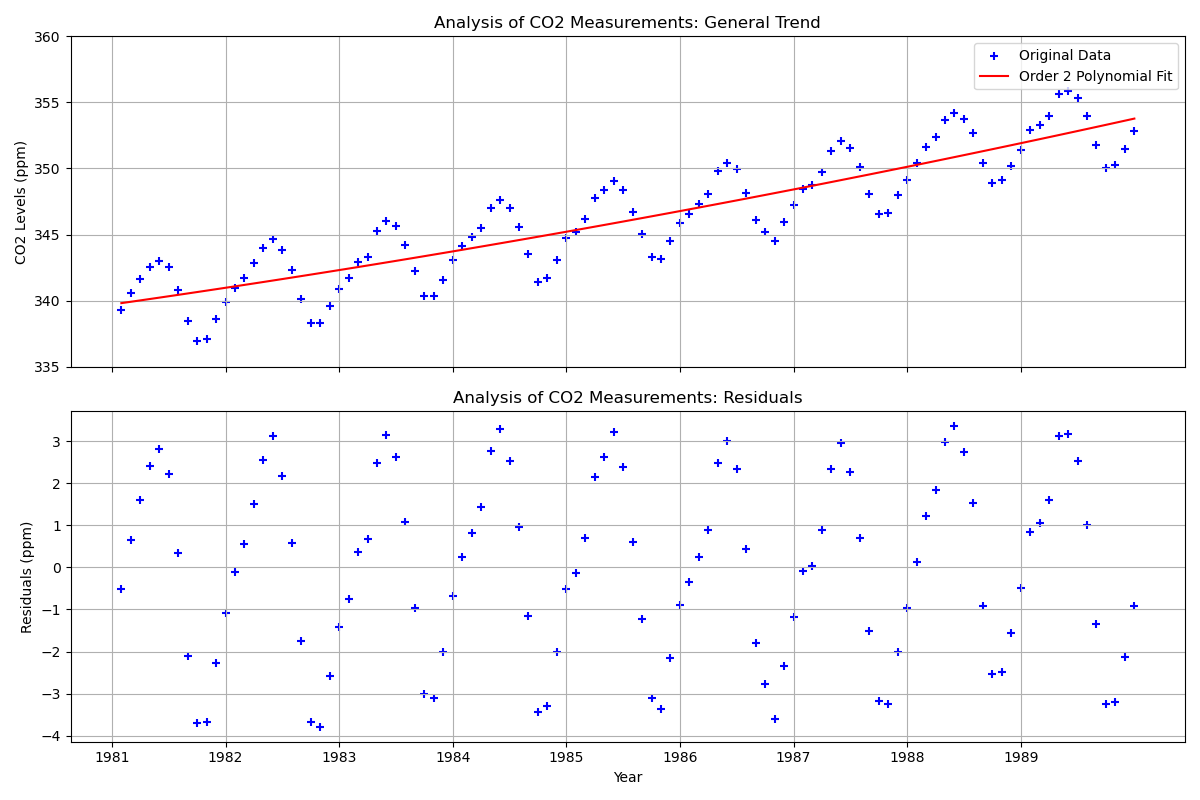 Analysis of CO2 Measurements: General Trend
360
355
350
345
340
335
CO2 Levels (ppm)
Original Data
Order 2 Polynomial Fit
Analysis of CO2 Measurements: Residuals
3
2
1
0
−1
−2
−3
−4
Residuals (ppm)
1981 1982 1983 1984 1985 1986 1987 1988 1989
Year